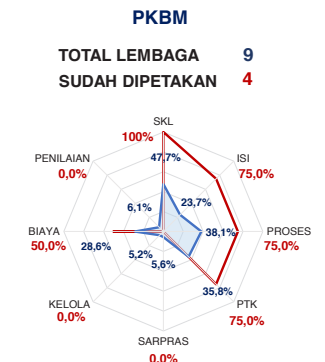 PKBM
TOTAL LEMBAGA 9
SUDAH DIPETAKAN 4
SKL
100%
47,7%
PENILAIAN
0,0%
ISI
75,0%
6,1%
23,7%
BIAYA
50,0%
28,6%
38,1%
PROSES
75,0%
5,2%
5,6%
35,8%
KELOLA
0,0%
PTK
75,0%
SARPRAS
0,0%